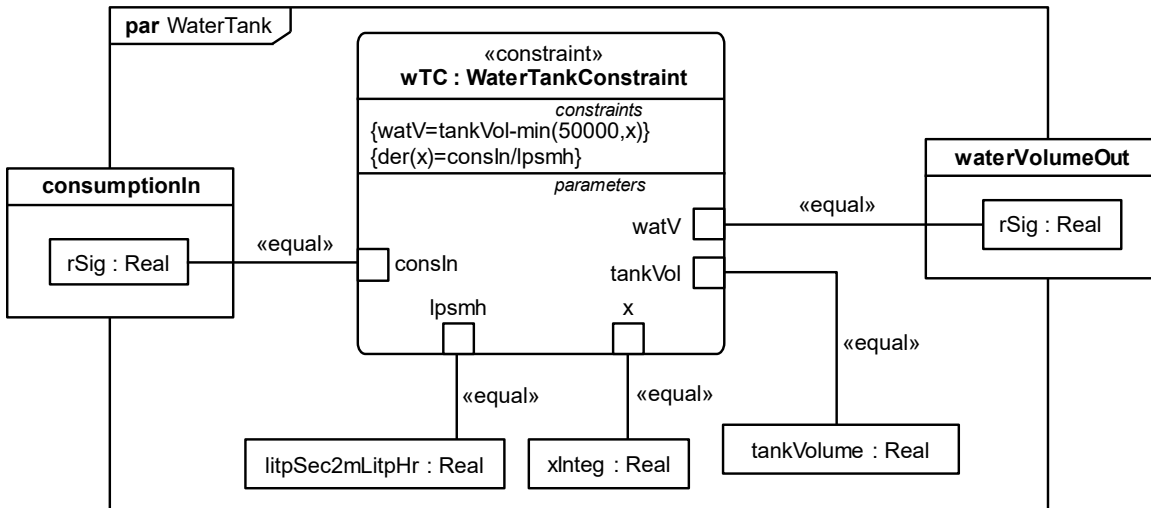 par WaterTank
«constraint»
wTC : WaterTankConstraint
constraints
{watV=tankVol-min(50000,x)}
{der(x)=consIn/lpsmh}
parameters
consumptionIn
rSig : Real
«equal»
consIn
watV
«equal»
waterVolumeOut
rSig : Real
tankVol
lpsmh
x
«equal»
«equal»
«equal»
litpSec2mLitpHr : Real
xInteg : Real
tankVolume : Real